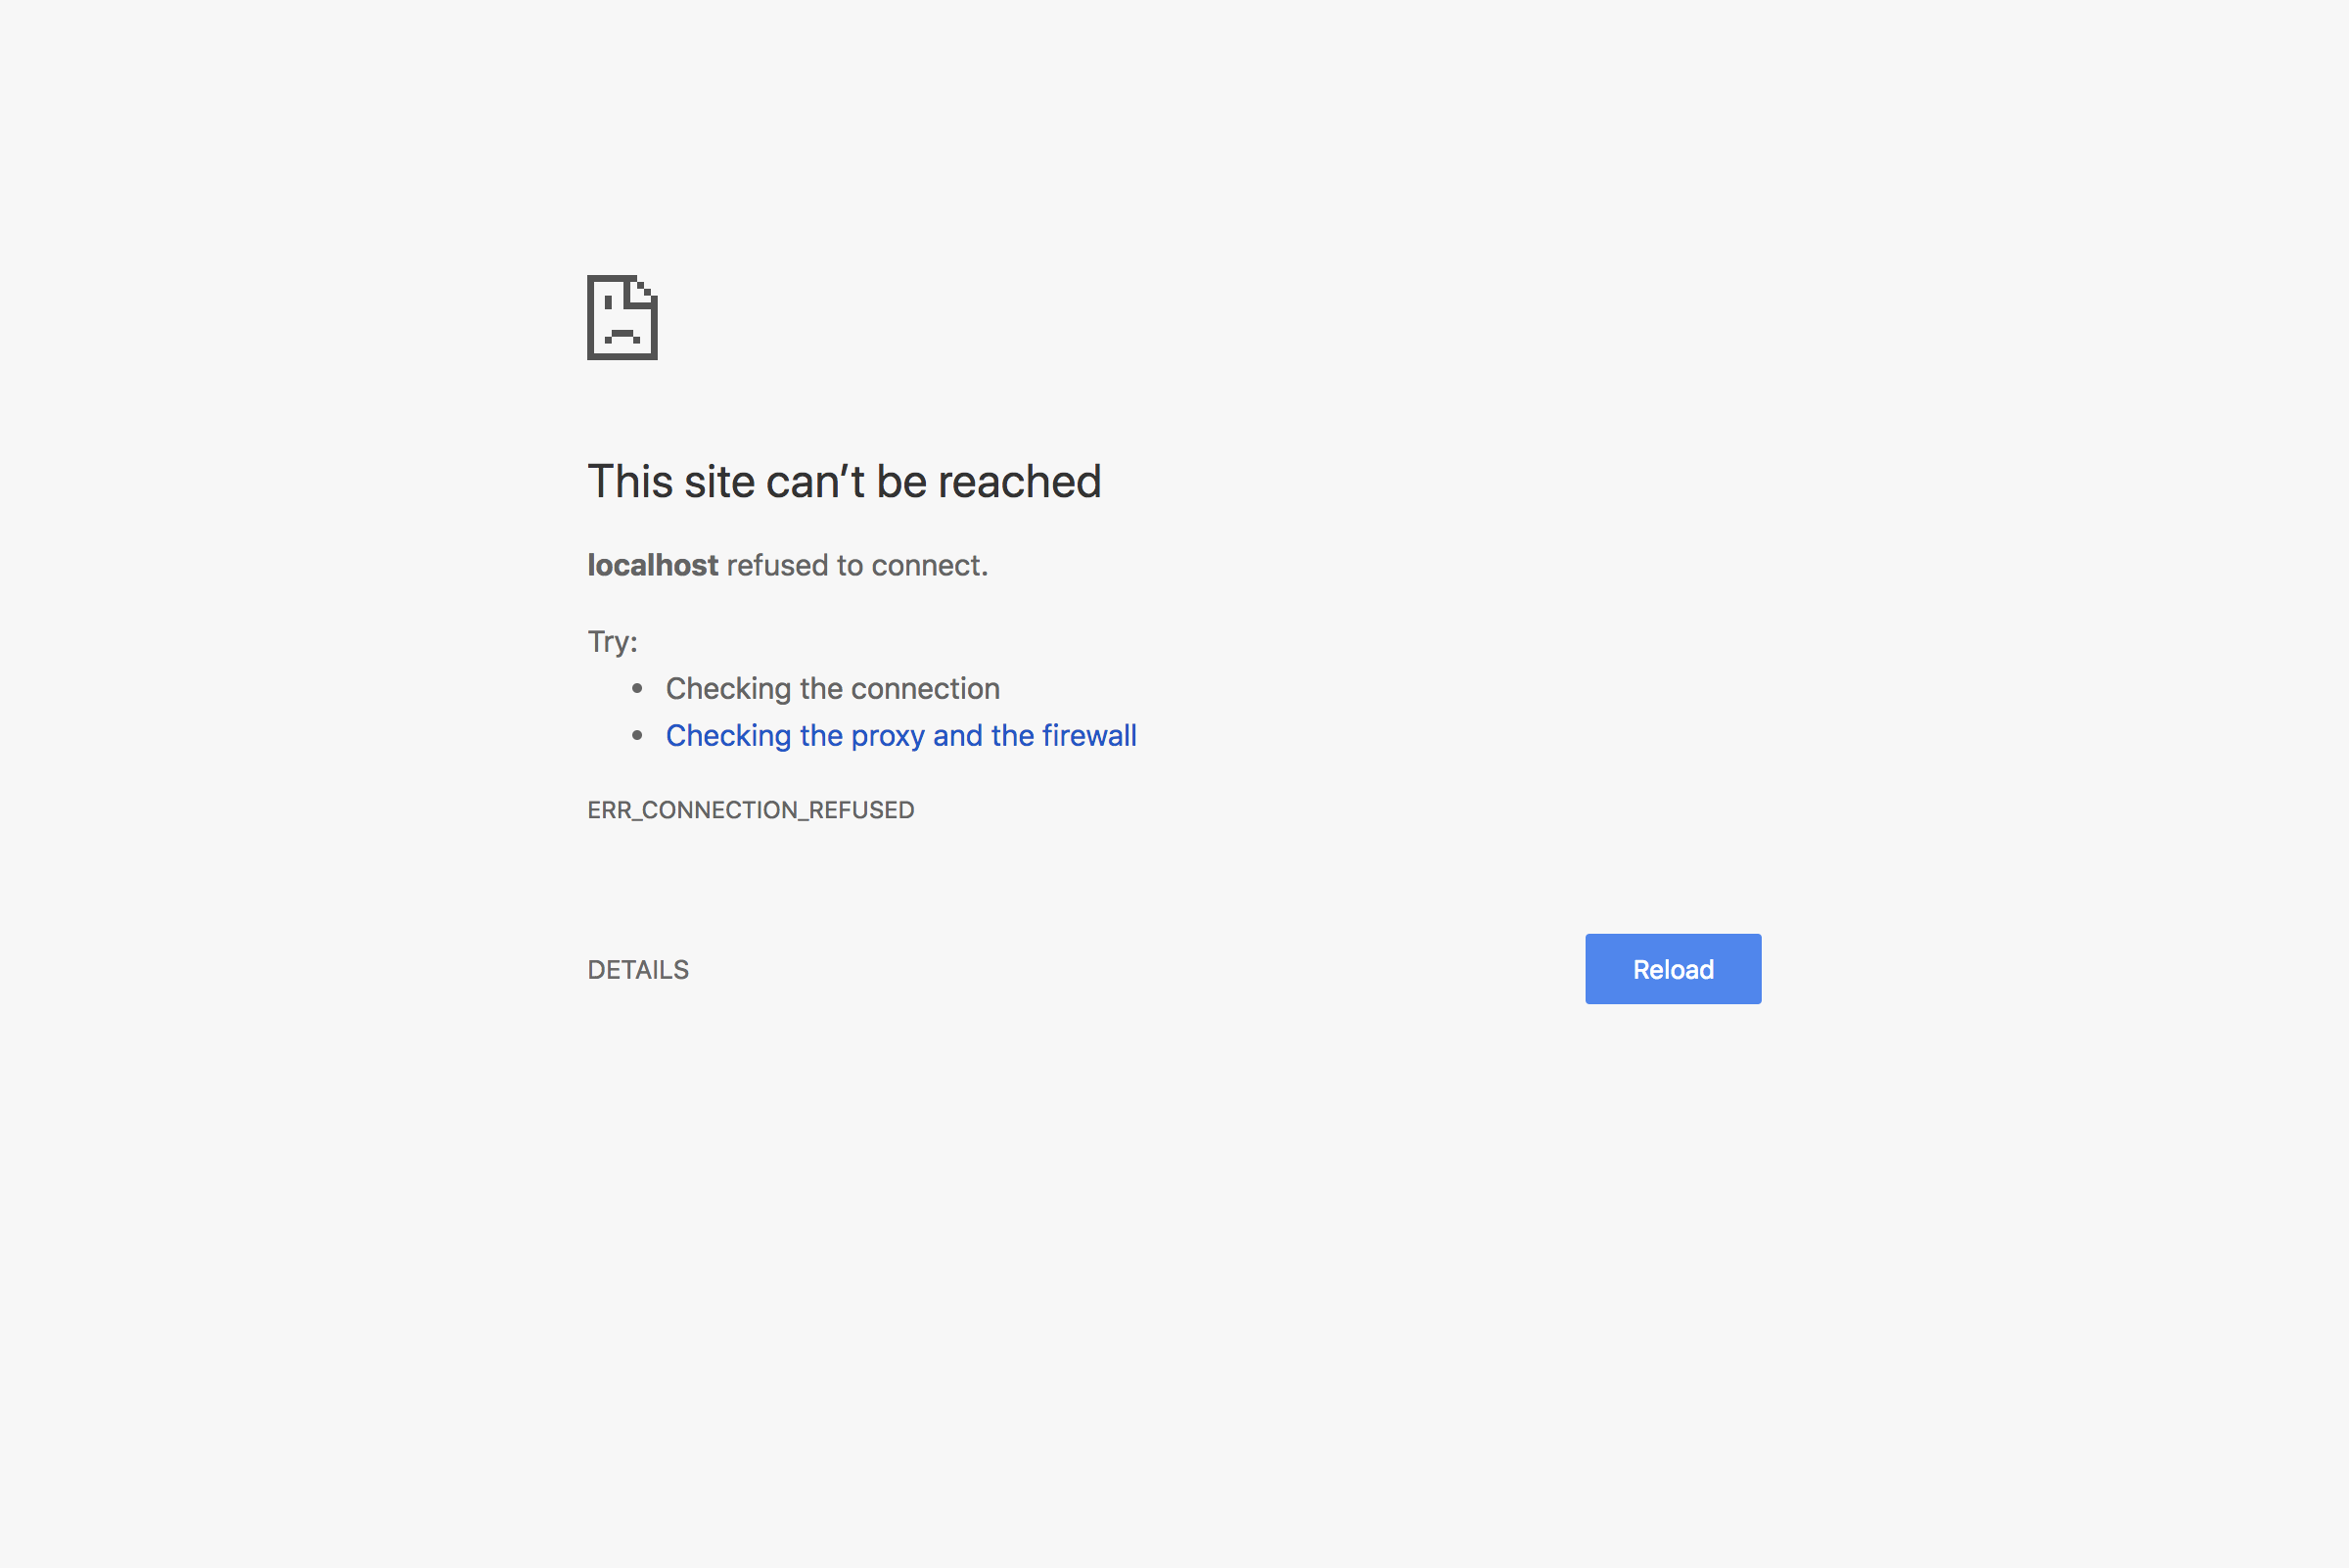 This site can’t be reached
localhost refused to connect.
Try:
Checking the connection
Checking the proxy and the firewall
ERR_CONNECTION_REFUSED
DETAILS
Reload